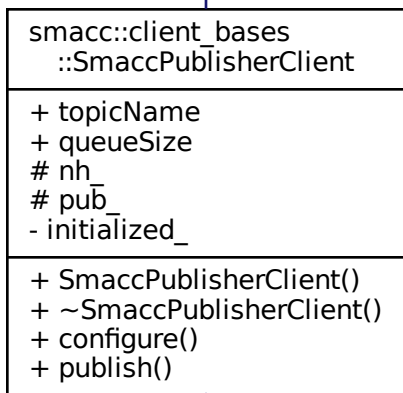 smacc::client_bases
::SmaccPublisherClient
+ topicName
+ queueSize
# nh_
# pub_
- initialized_
+ SmaccPublisherClient()
+ ~SmaccPublisherClient()
+ configure()
+ publish()